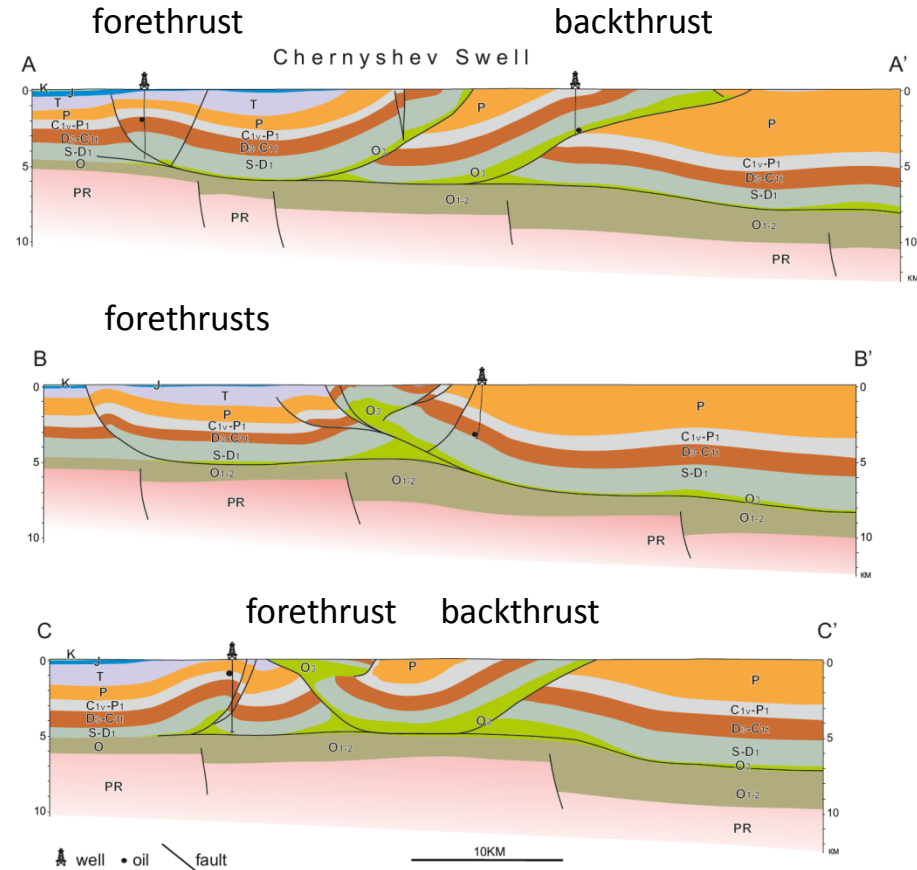 forethrust backthrust
Chernyshev Swell
A A'
K J
0 T P T P P 0
P
C1v-P1 P C1v-P1
D3-C1t C1v-P1 D3-C1t
S-D1 D3-C1t O3 S-D1
O S-D1 O3
5 5
PR PR O1-2 O1-2
10 PR 10
KM
forethrusts
B B'
K J
0 T P 0
P O3
C1v-P1 C1v-P1
D3-C1t D3-C1t
S-D1 S-D1
5 5
O1-2 O1-2 O3
PR O1-2
10 PR 10
KM
forethrust backthrust
C C'
K J
0 O3 P 0
T P
P
C1v-P1 C1v-P1
D3-C1t O3 D3-C1t
S-D1 S-D1
5 O O1-2 O3 5
PR O1-2
10 PR 10
KM
well oil fault 10KM